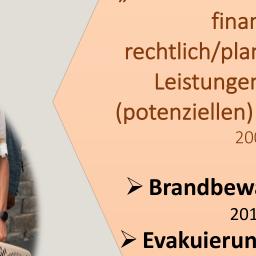 finan
rechtlich/plan
Leistungen
(potenziellen)
200
➢ Brandbewa
201
➢ Evakuierun